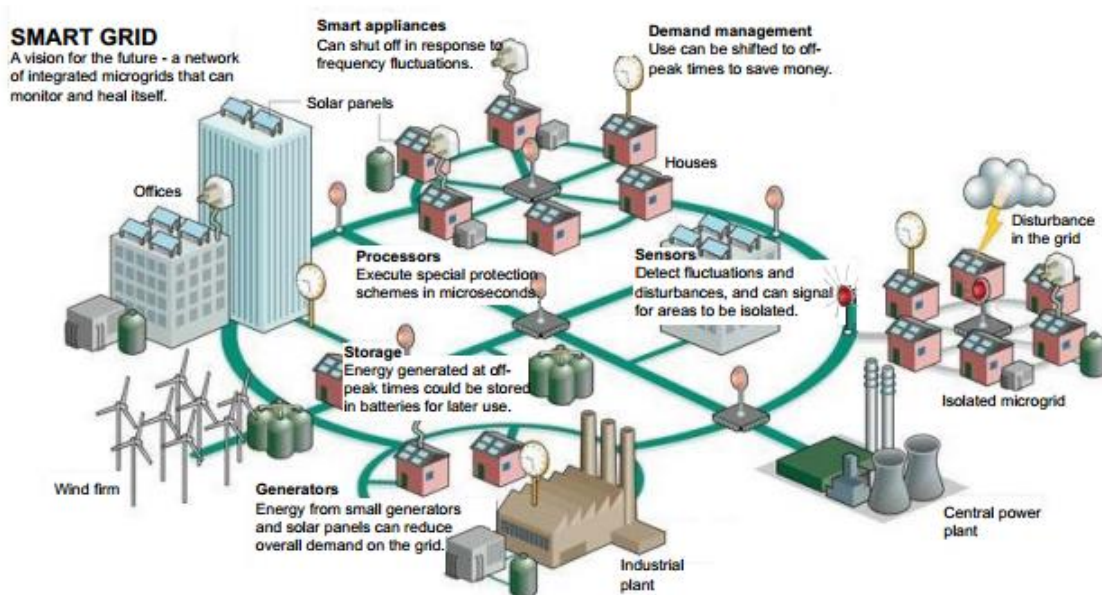 SMART GRID
A vision for the future - a network
of integrated microgrids that can
monitor and heal itself.
Smart appliances
Can shut off in response to
frequency fluctuations.
Demand management
Use can be shifted to off-
peak times to save money.
Solar panels
Offices
Houses
Disturbance
in the grid
Processors
Execute special protection
schemes in microseconds.
Sensors
Detect fluctuations and
disturbances, and can signal
for areas to be isolated.
Storage
Energy generated at off-
peak times could be stored
in batteries for later use.
Isolated microgrid
Wind firm
Generators
Energy from small generators
and solar panels can reduce
overall demand on the grid.
Industrial
plant
Central power
plant